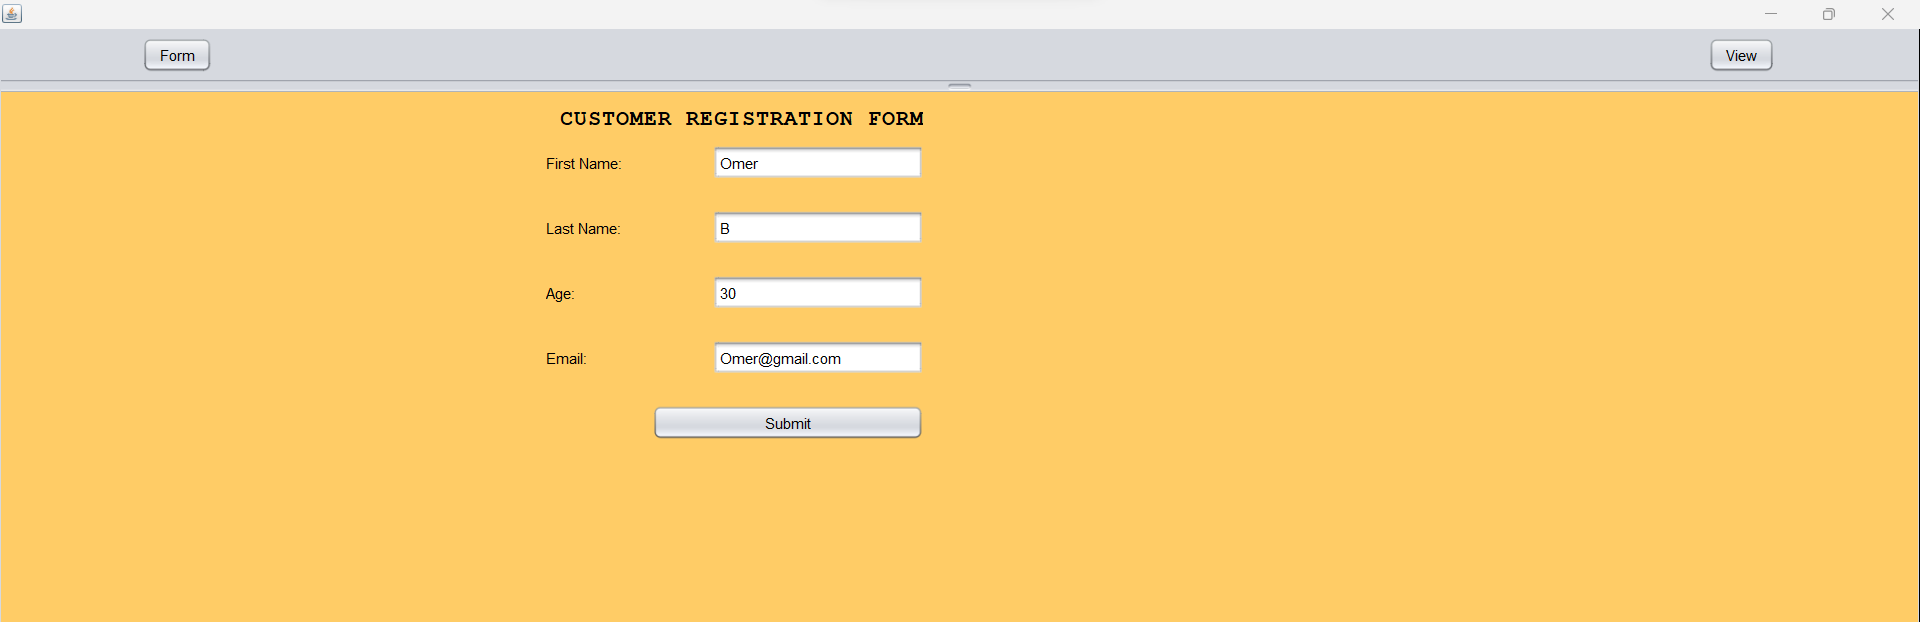 Form View
CUSTOMER REGISTRATION FORM
First Name: Omer
Last Name: B
Age: 30
Email: Omer@gmail.com
Submit